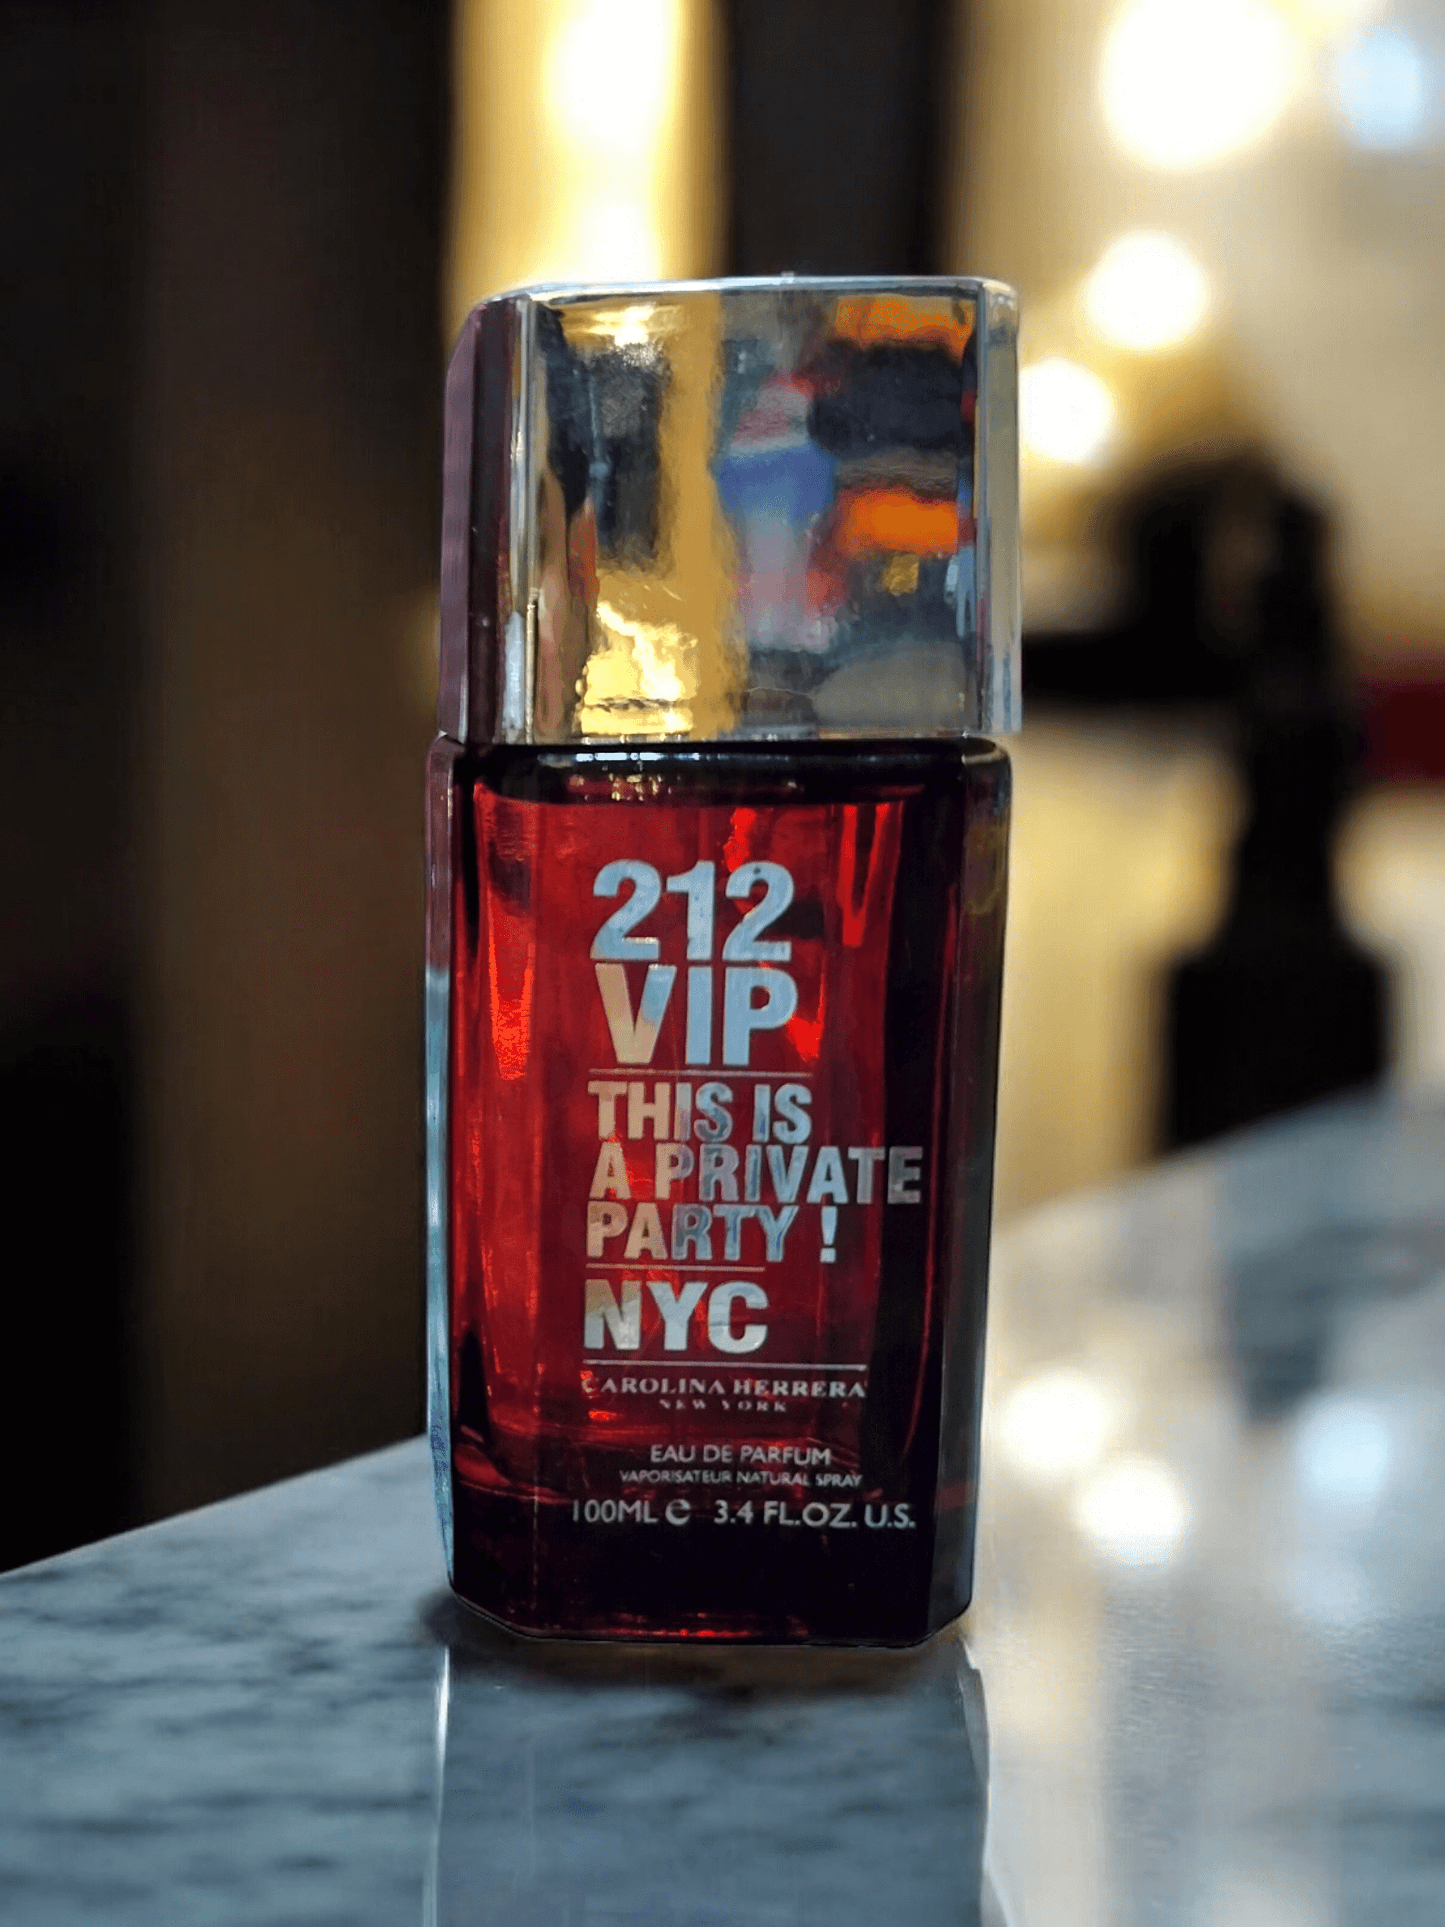 212
VIP
THIS IS
A PRIVATE
PARTY !
NYC
CAROLINA HERRERA
NEW YORK
EAU DE PARFUM
VAPORISATEUR NATURAL SPRAY
100ML e 3.4 FL.OZ. U.S.